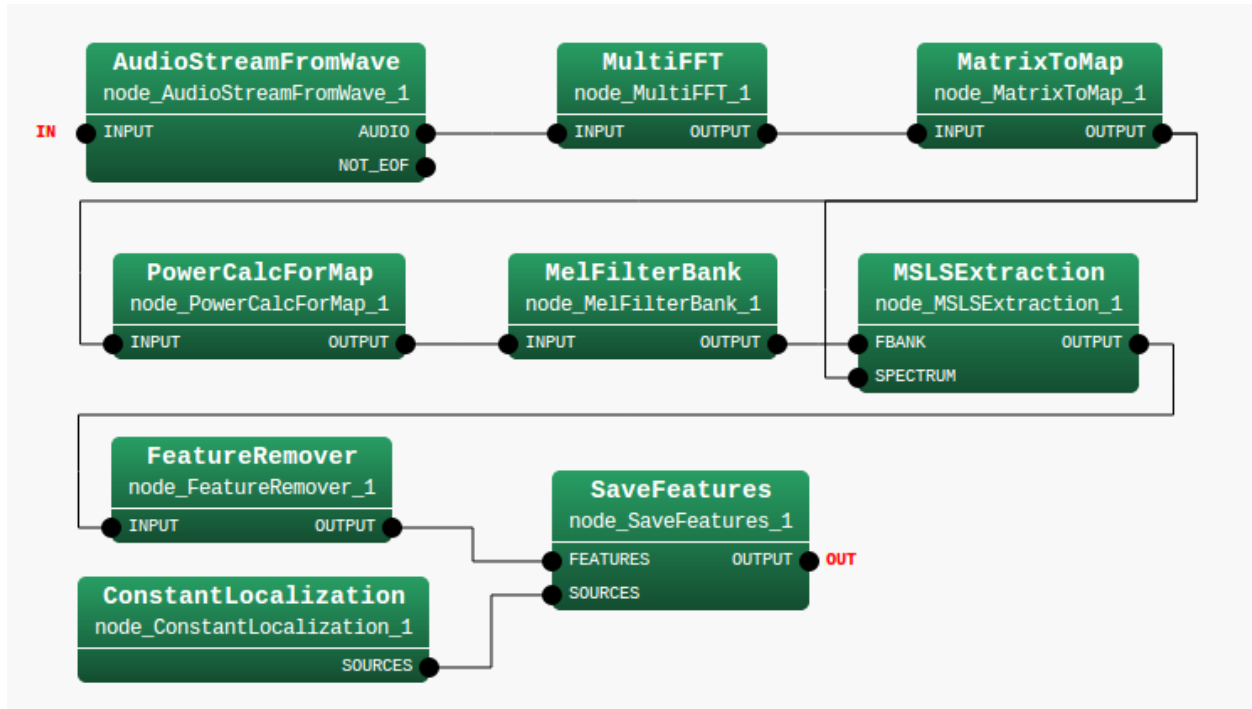 AudioStreamFromWave
node_AudioStreamFromWave_1
IN INPUT AUDIO
NOT_EOF
MultiFFT
node_MultiFFT_1
INPUT OUTPUT
MatrixToMap
node_MatrixToMap_1
INPUT OUTPUT
PowerCalcForMap
node_PowerCalcForMap_1
INPUT OUTPUT
MelFilterBank
node_MelFilterBank_1
INPUT OUTPUT
MSLSExtraction
node_MSLSExtraction_1
FBANK OUTPUT
SPECTRUM
FeatureRemover
node_FeatureRemover_1
INPUT OUTPUT
SaveFeatures
node_SaveFeatures_1
FEATURES OUTPUT OUT
SOURCES
ConstantLocalization
node_ConstantLocalization_1
SOURCES